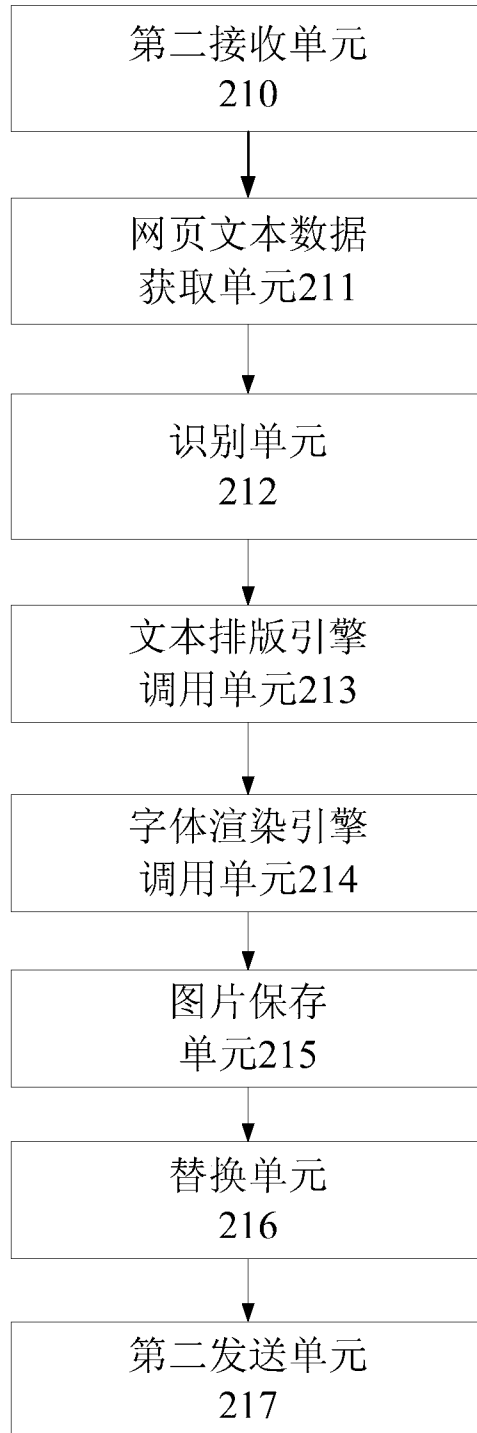 第二接收单元
210
网页文本数据
获取单元211
识别单元
212
文本排版引擎
调用单元213
字体渲染引擎
调用单元214
图片保存
单元215
替换单元
216
第二发送单元
217